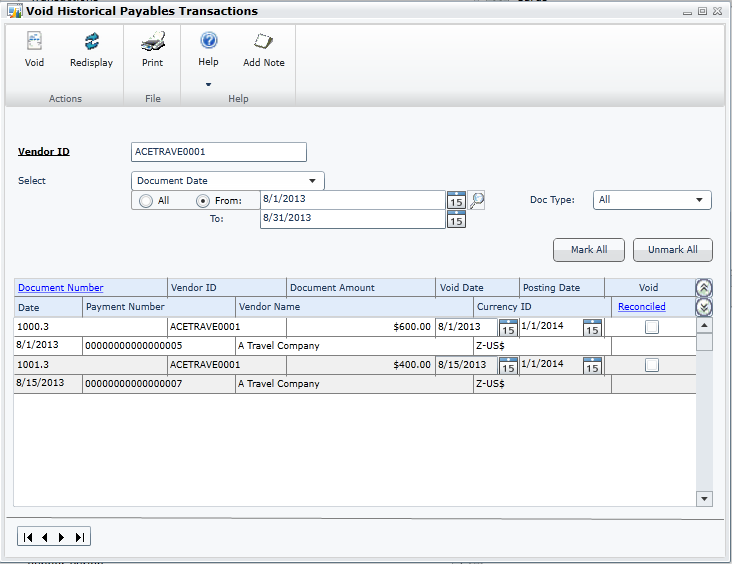 Void Historical Payables Transactions
Void Redisplay Print Help Add Note
Actions File Help
Vendor ID ACETRAVE0001
Select Document Date
All From: 8/1/2013 15 Doc Type: All
To: 8/31/2013 15
Mark All Unmark All
Document Number Vendor ID Document Amount Void Date Posting Date Void
Date Payment Number Vendor Name Currency ID Reconciled
1000.3 ACETRAVE0001 $600.00 8/1/2013 15 1/1/2014 15
8/1/2013 00000000000000005 A Travel Company Z-US$
1001.3 ACETRAVE0001 $400.00 8/15/2013 15 1/1/2014 15
8/15/2013 00000000000000007 A Travel Company Z-US$